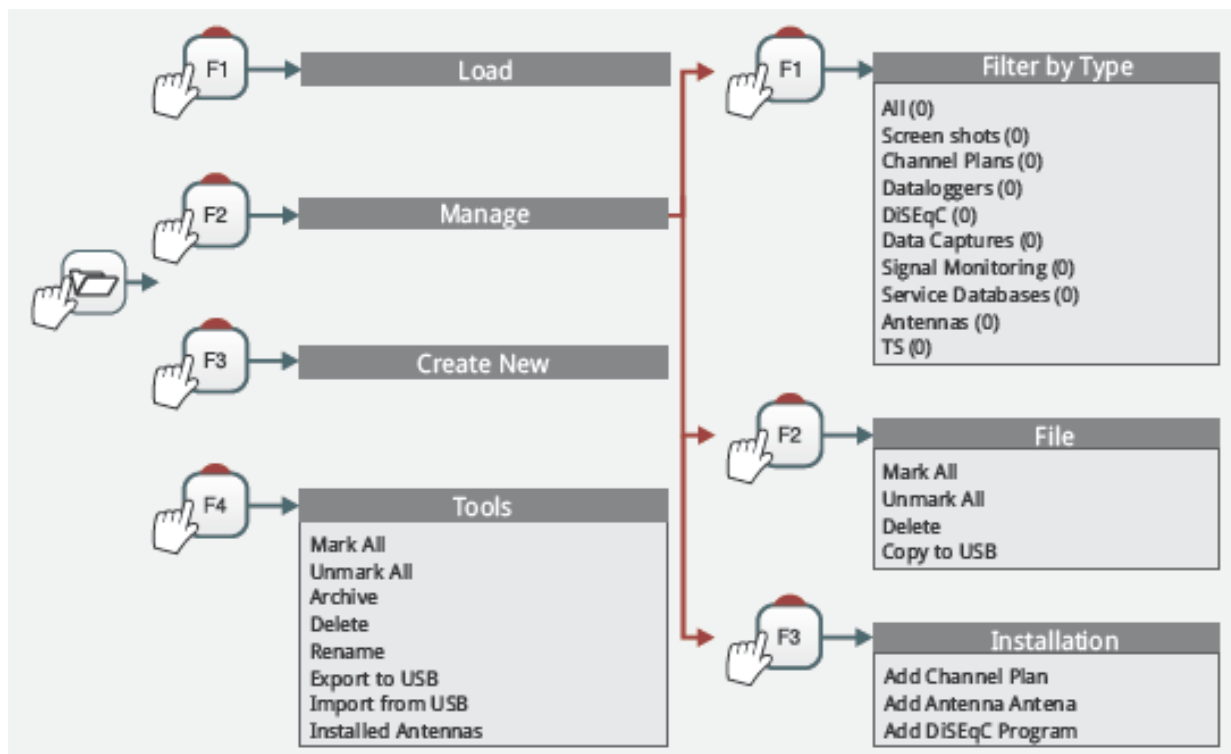 F1
Load
F2
Manage
F3
Create New
F4
Tools
Mark All
Unmark All
Archive
Delete
Rename
Export to USB
Import from USB
Installed Antennas
F1
Filter by Type
All (0)
Screen shots (0)
Channel Plans (0)
Dataloggers (0)
DiSEqC (0)
Data Captures (0)
Signal Monitoring (0)
Service Databases (0)
Antennas (0)
TS (0)
F2
File
Mark All
Unmark All
Delete
Copy to USB
F3
Installation
Add Channel Plan
Add Antenna Antena
Add DiSEqC Program